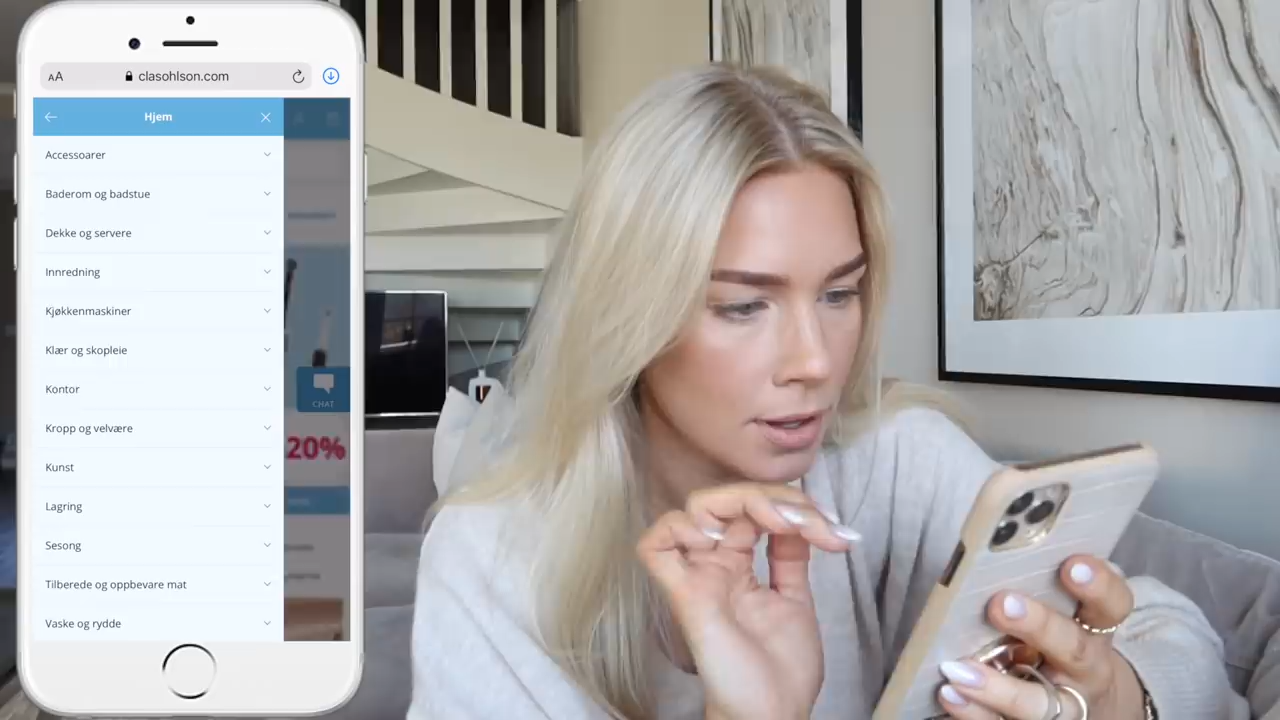 AA clasohlson.com
Hjem
Accessoarer
Baderom og badstue
Dekke og servere
Innredning
Kjøkkenmaskiner
Klær og skopleie
Kontor
CHAT
Kropp og velvære
20%
Kunst
Lagring
Sesong
Tilberede og oppbevare mat
Vaske og rydde